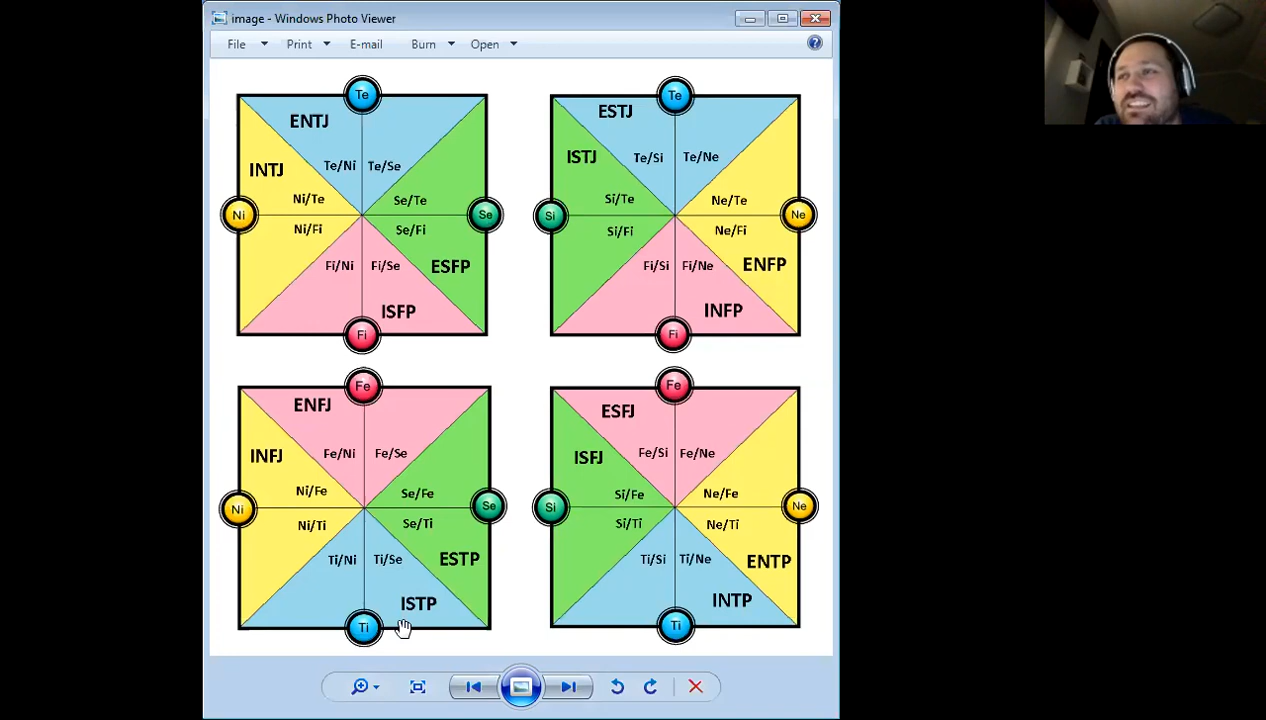 image - Windows Photo Viewer
File Print E-mail Burn Open
Te
ENTJ
INTJ
Te/Ni Te/Se
Ni/Te Se/Te
Ni Se
Ni/Fi Se/Fi
Fi/Ni Fi/Se
ESFP
ISFP
Fi
Te
ESTJ
ISTJ
Te/Si Te/Ne
Si/Te Ne/Te
Si Ne
Si/Fi Ne/Fi
Fi/Si Fi/Ne
ENFP
INFP
Fi
Fe
ENFJ
INFJ
Fe/Ni Fe/Se
Ni/Fe Se/Fe
Ni Se
Ni/Ti Se/Ti
Ti/Ni Ti/Se
ESTP
ISTP
Ti
Fe
ESFJ
ISFJ
Fe/Si Fe/Ne
Si/Fe Ne/Fe
Si Ne
Si/Ti Ne/Ti
Ti/Si Ti/Ne
ENTP
INTP
Ti